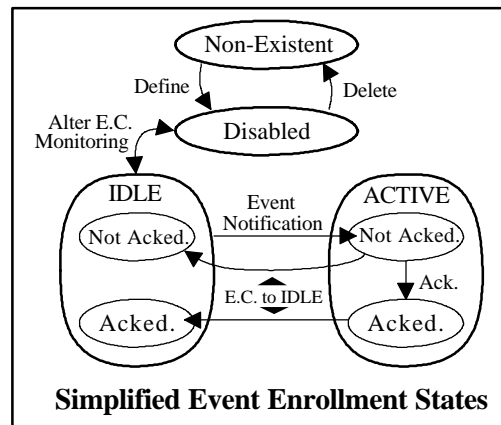 Non-Existent
Define
Delete
Alter E.C.
Monitoring
Disabled
IDLE
Event
Notification
ACTIVE
Not Acked.
Not Acked.
E.C. to IDLE
Ack.
Acked.
Acked.
Simplified Event Enrollment States